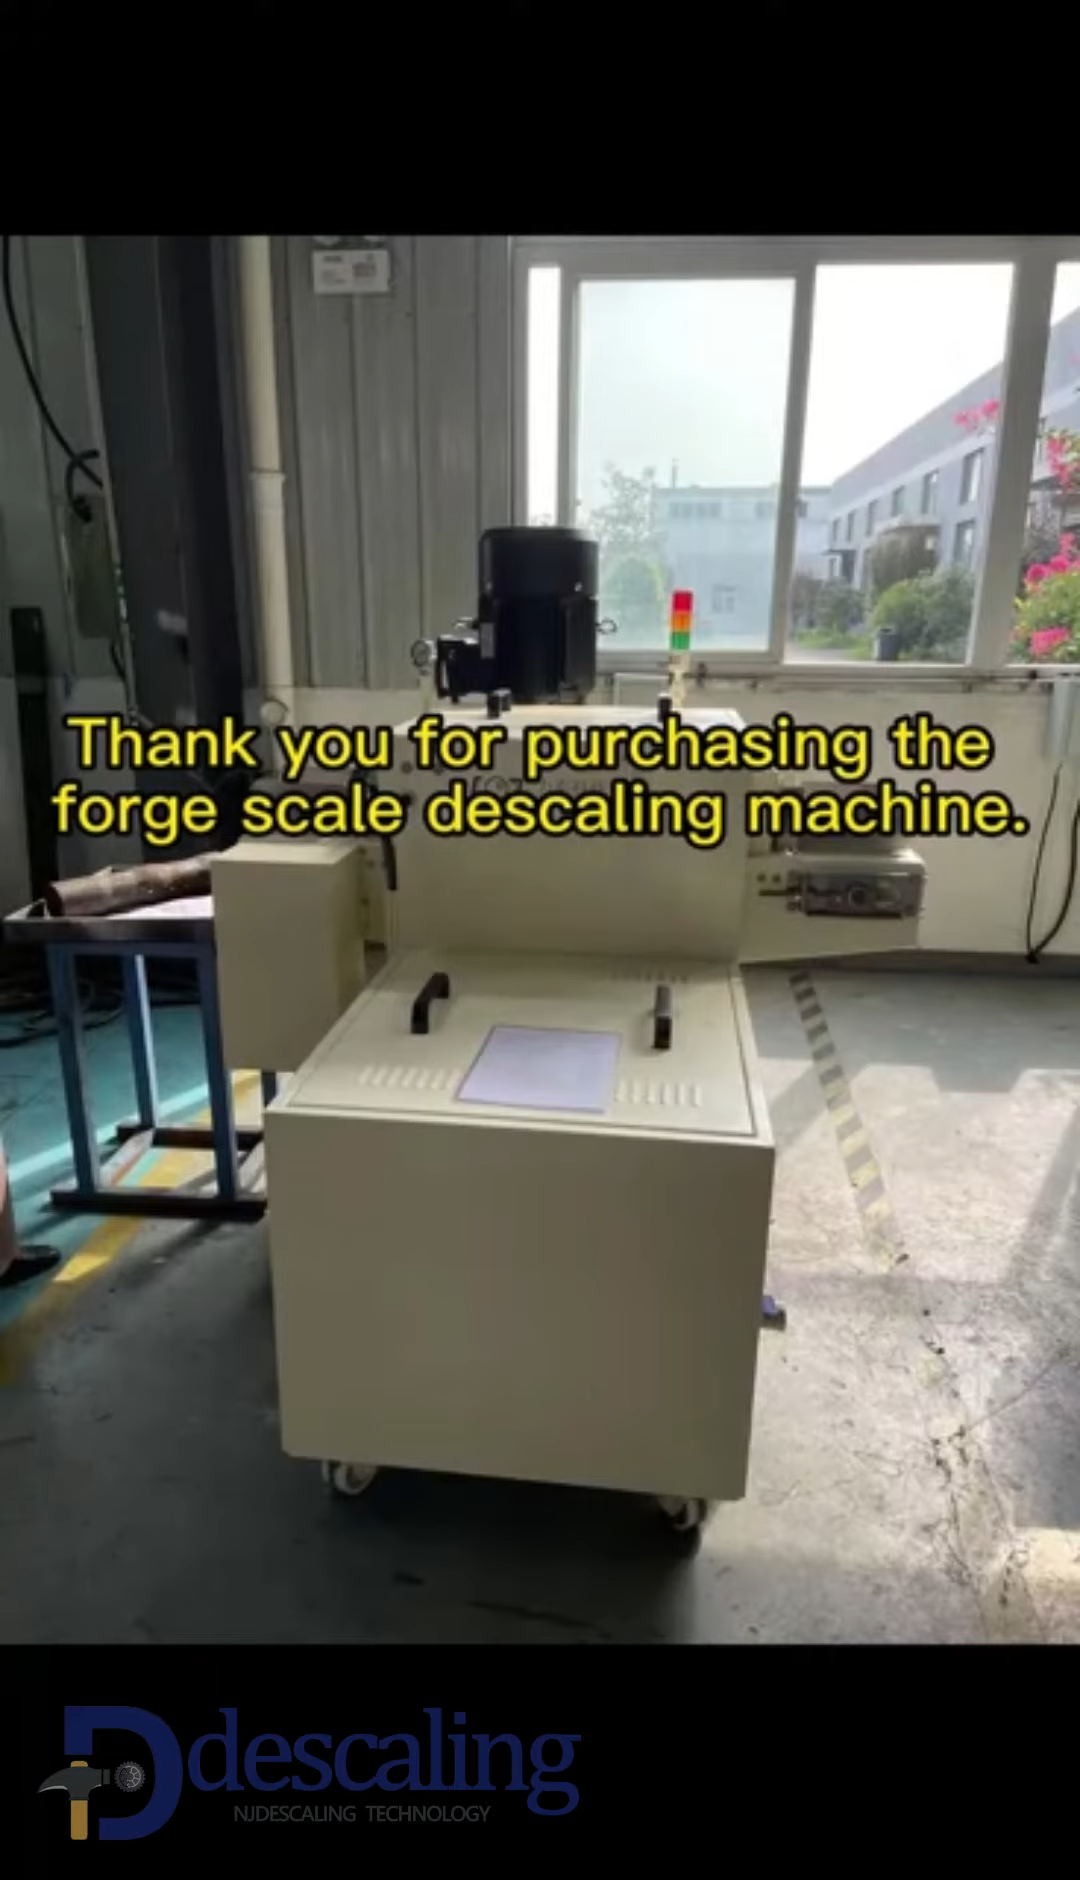 Thank you for purchasing the
forge scale descaling machine.
descaling
NJDESCALING TECHNOLOGY